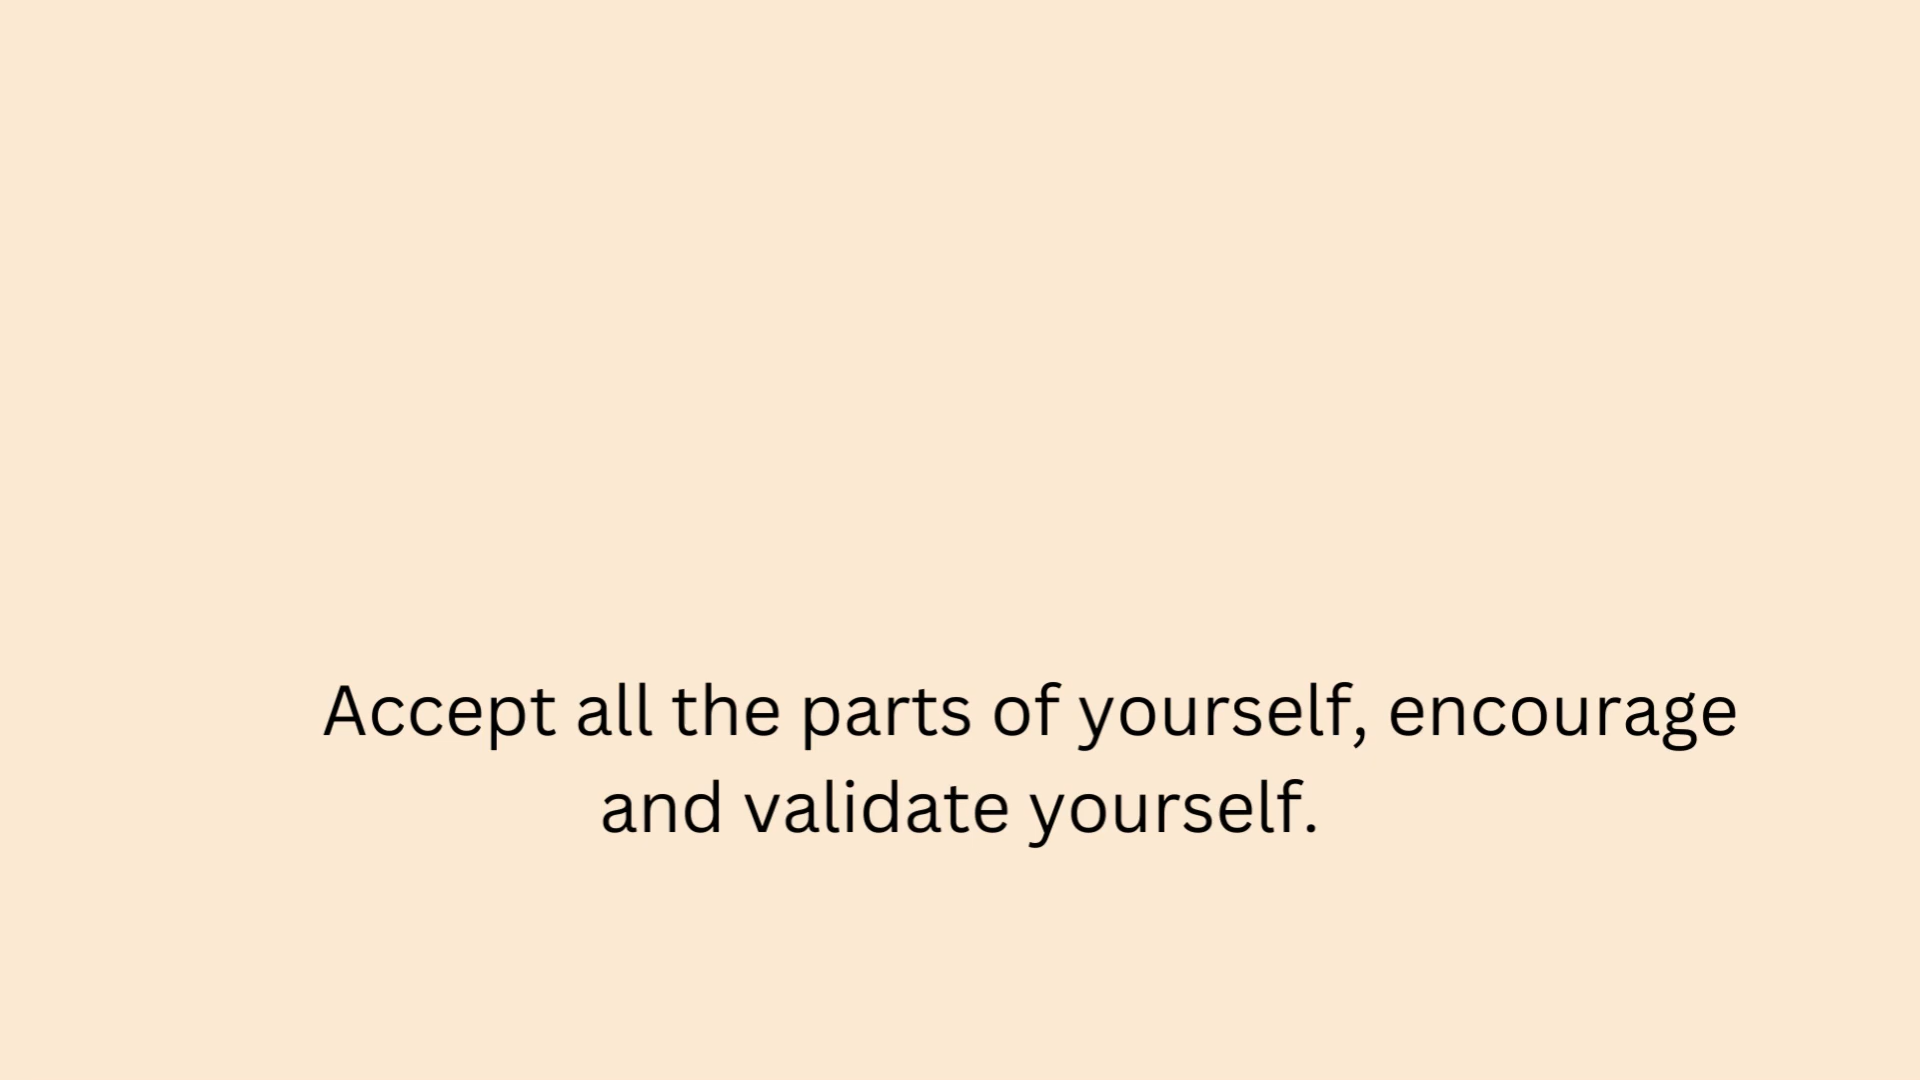 Accept all the parts of yourself, encourage
and validate yourself.